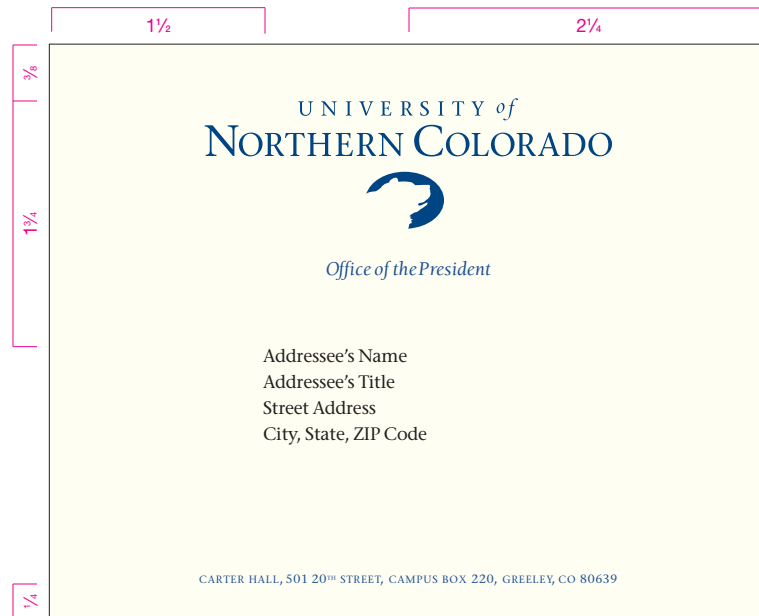 1½
2¼
⅜
UNIVERSITY of
NORTHERN COLORADO
1¾
Office of the President
Addressee's Name
Addressee's Title
Street Address
City, State, ZIP Code
CARTER HALL, 501 20TH STREET, CAMPUS BOX 220, GREELEY, CO 80639
¼